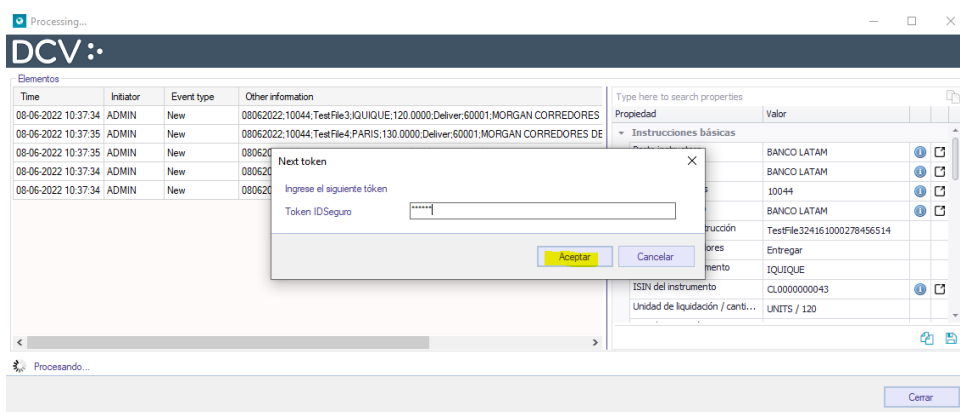 Processing...
DCV
Elementos
Time Initiator Event type Other information
08-06-2022 10:37:34 ADMIN New 08062022;10044;TestFile3;IQUIQUE;120.0000;Deliver;60001;MORGAN CORREDORES
08-06-2022 10:37:34 ADMIN New 08062022;10044;TestFile4;PARIS;130.0000;Deliver;60001;MORGAN CORREDORES DE
08-06-2022 10:37:35 ADMIN New 080620
08-06-2022 10:37:34 ADMIN New 080620
08-06-2022 10:37:35 ADMIN New 080620
Next token
Ingrese el siguiente tóken
Token IDSeguro ******
Aceptar Cancelar
Type here to search properties
Propiedad Valor
Instrucciones básicas
BANCO LATAM
BANCO LATAM
10044
BANCO LATAM
rucción TestFile324161000278456514
ores Entregar
mento IQUIQUE
ISIN del instrumento CL0000000043
Unidad de liquidación / canti... UNITS / 120
Procesando...
Cerrar